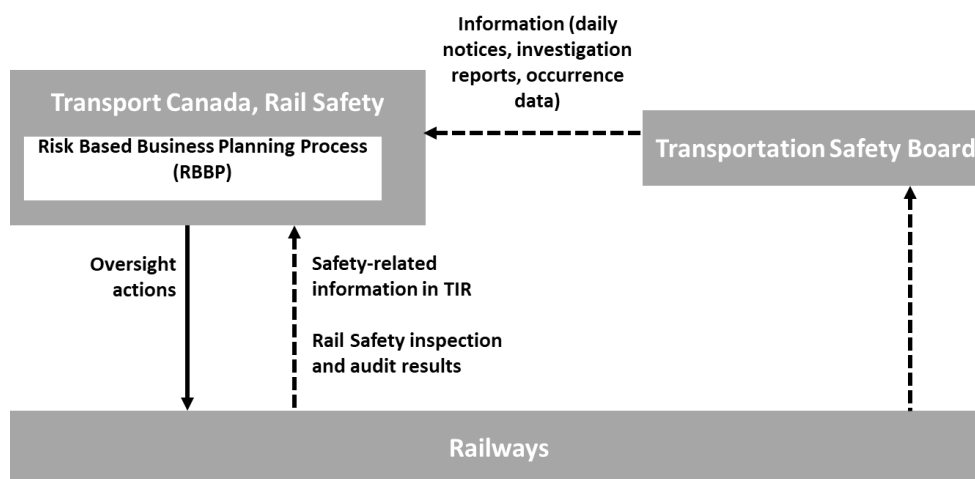 Information (daily
notices, investigation
reports, occurrence
data)
Transport Canada, Rail Safety
Risk Based Business Planning Process
(RBBP)
Transportation Safety Board
Oversight
actions
Safety-related
information in TIR
Rail Safety inspection
and audit results
Railways